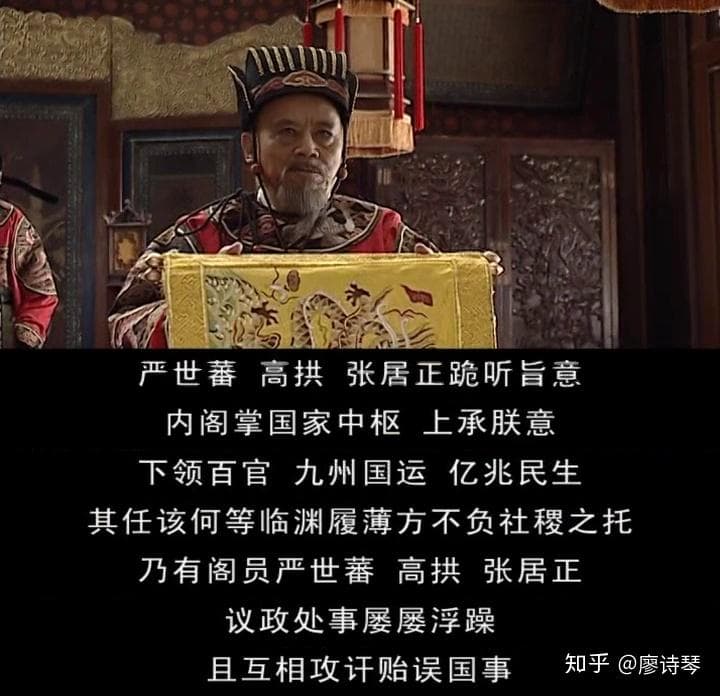 严世蕃 高拱 张居正跪听旨意
内阁掌国家中枢 上承朕意
下领百官 九州国运 亿兆民生
其任该何等临渊履薄方不负社稷之托
乃有阁员严世蕃 高拱 张居正
议政处事屡屡浮躁
且互相攻讦贻误国事
知乎 @廖诗琴